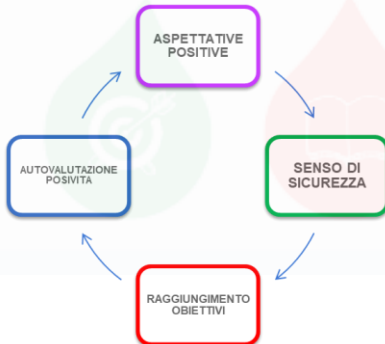 ASPETTATIVE
POSITIVE
SENSO DI
SICUREZZA
RAGGIUNGIMENTO
OBIETTIVI
AUTOVALUTAZIONE
POSIVITA